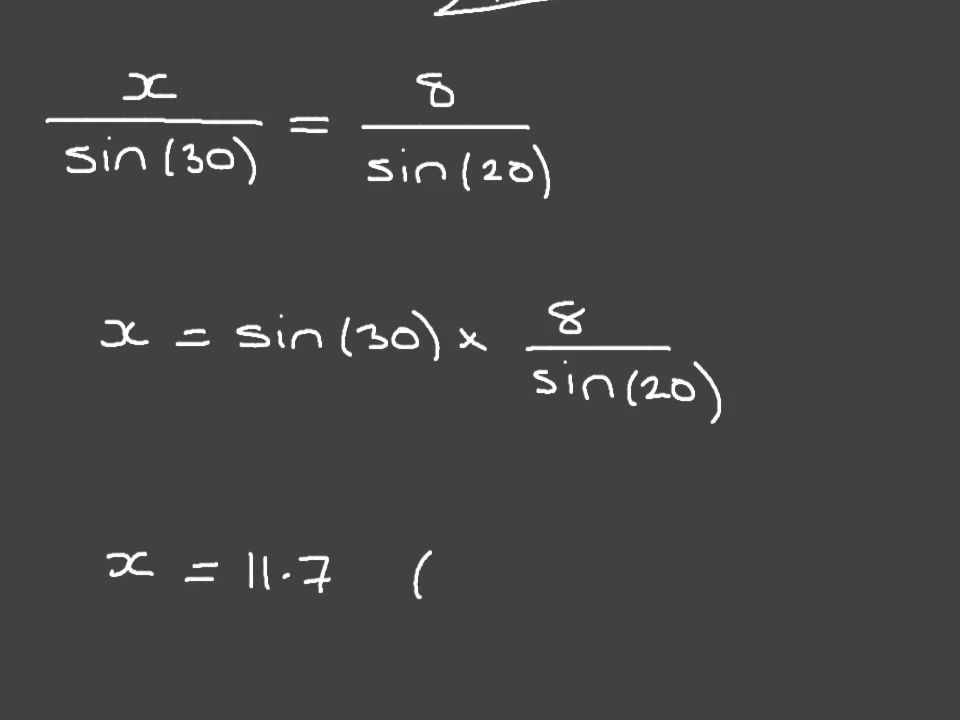 x / sin(30) = 8 / sin(20)
x = sin(30) × 8 / sin(20)
x = 11.7 (